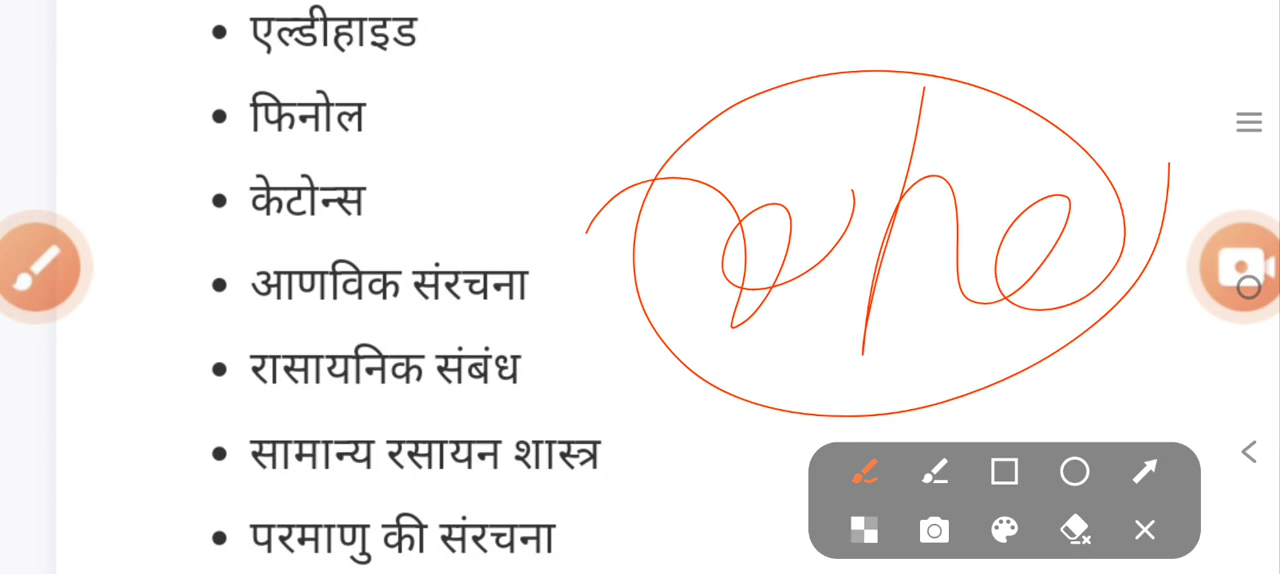 एल्डीहाइड
फिनोल
केटोन्स
आणविक संरचना
रासायनिक संबंध
सामान्य रसायन शास्त्र
परमाणु की संरचना